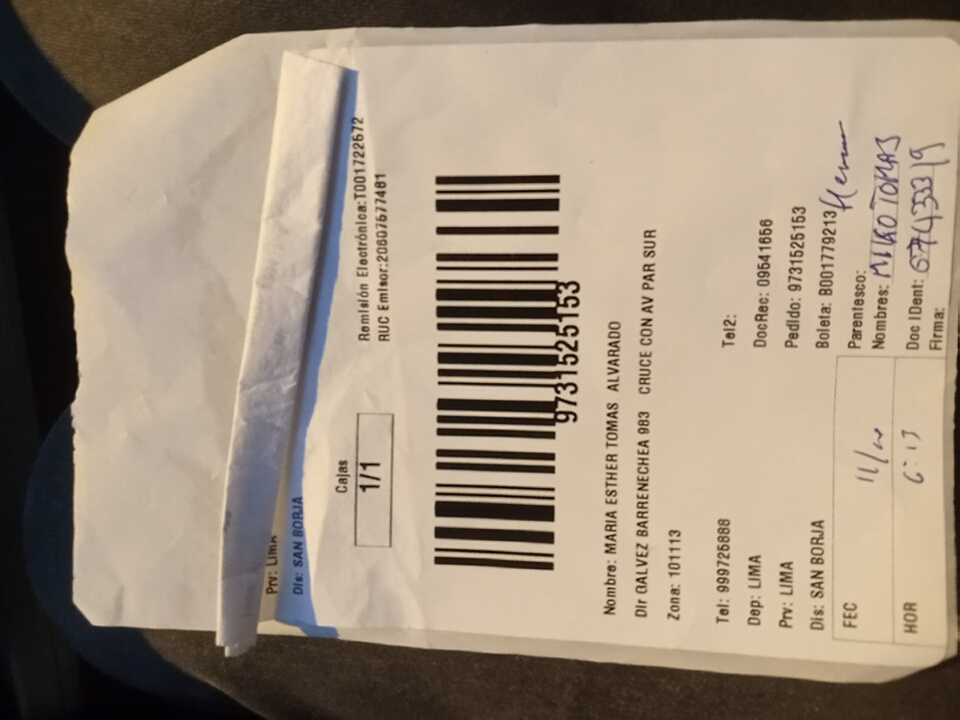 Prv: LIMA
Dis: SAN BORJA
Cajas
1/1
Remisión Electrónica:T001722672
RUC Emisor:20607577481
9731525153
Nombre: MARIA ESTHER TOMAS ALVARADO
Dir GALVEZ BARRENECHEA 983 CRUCE CON AV PAR SUR
Zona: 101113
Tel: 999726888 Tel2:
Dep: LIMA DocRec: 09541656
Prv: LIMA Pedido: 9731525153
Dis: SAN BORJA Boleta: B001779213
FEC Parentesco:
Nombres: TOMAS
HOR Doc IDent:
Firma: